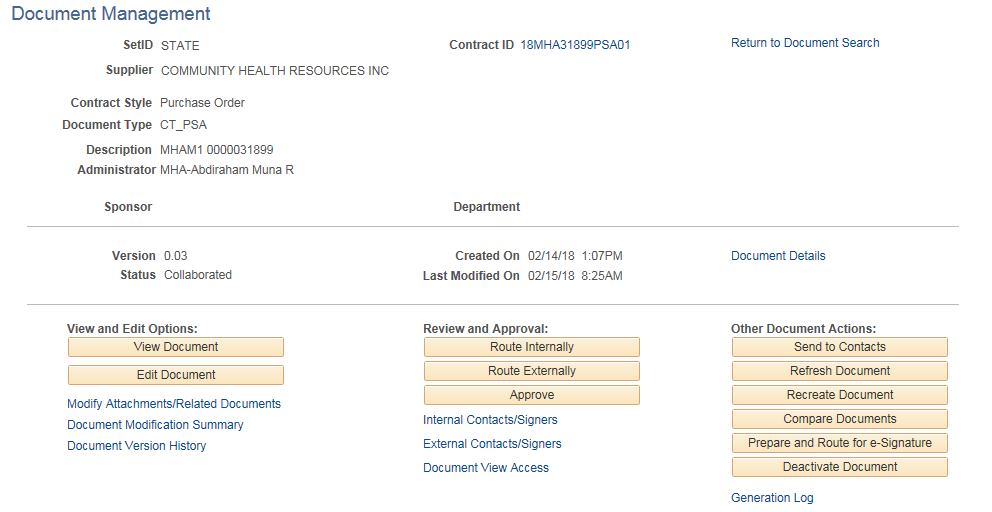 Document Management
SetID STATE Contract ID 18MHA31899PSA01 Return to Document Search
Supplier COMMUNITY HEALTH RESOURCES INC
Contract Style Purchase Order
Document Type CT_PSA
Description MHAM1 0000031899
Administrator MHA-Abdiraham Muna R
Sponsor Department
Version 0.03 Created On 02/14/18 1:07PM Document Details
Status Collaborated Last Modified On 02/15/18 8:25AM
View and Edit Options:
View Document
Edit Document
Modify Attachments/Related Documents
Document Modification Summary
Document Version History
Review and Approval:
Route Internally
Route Externally
Approve
Internal Contacts/Signers
External Contacts/Signers
Document View Access
Other Document Actions:
Send to Contacts
Refresh Document
Recreate Document
Compare Documents
Prepare and Route for e-Signature
Deactivate Document
Generation Log